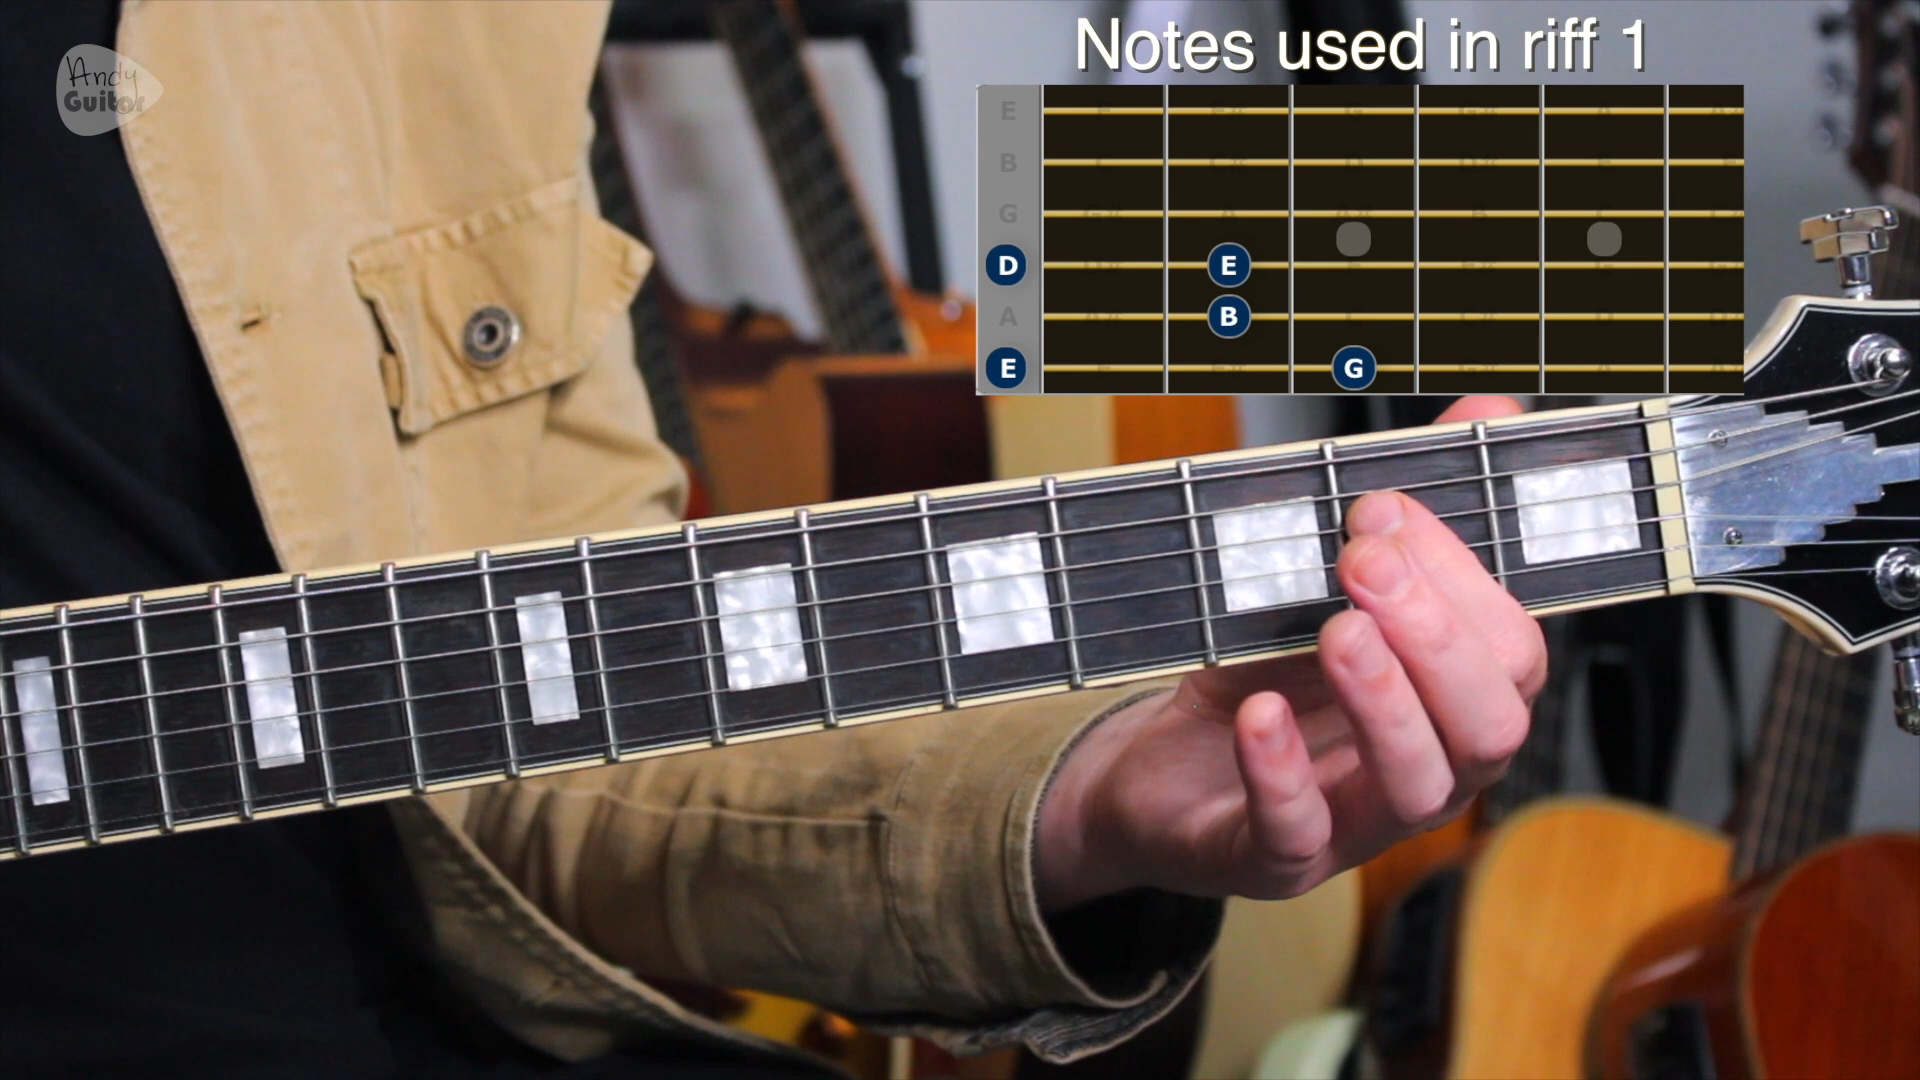 Andy
Guitar
Notes used in riff 1
E
B
G
D E
A B
E G